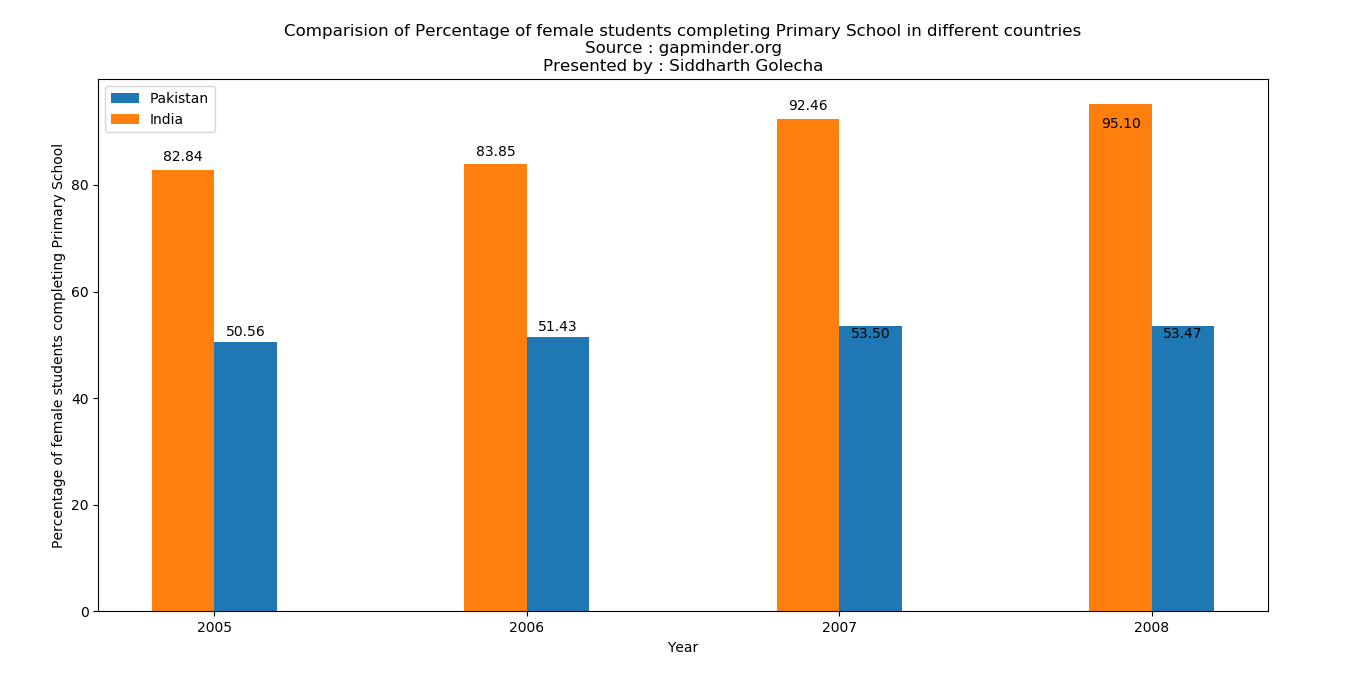 Comparision of Percentage of female students completing Primary School in different countries
Source : gapminder.org
Presented by : Siddharth Golecha
Pakistan
India
Percentage of female students completing Primary School
80
60
40
20
0
82.84
50.56
83.85
51.43
92.46
53.50
95.10
53.47
2005
2006
2007
2008
Year